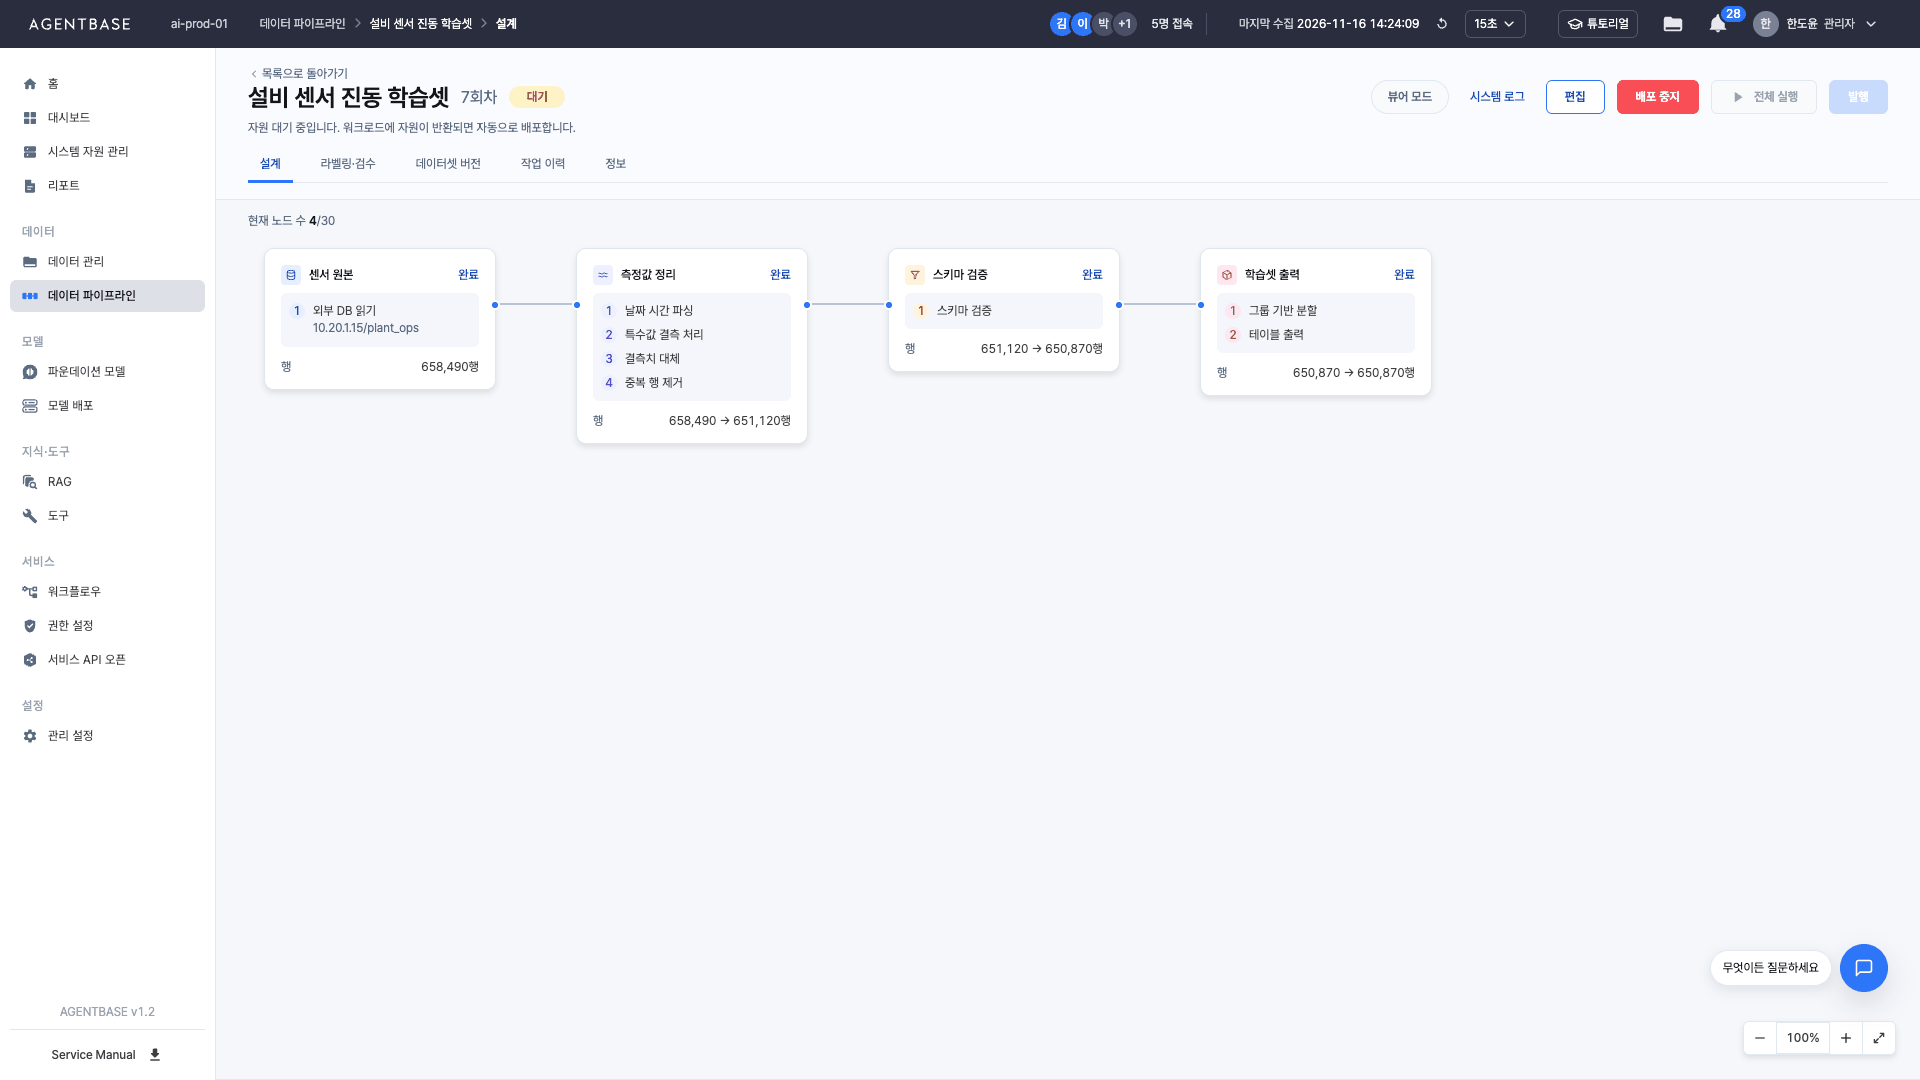 AGENTBASE
ai-prod-01
데이터 파이프라인 > 설비 센서 진동 학습셋 > 설계
김 이 박 +1 5명 접속
마지막 수집 2026-11-16 14:24:09
15초
튜토리얼
28
한 한도윤 관리자
홈
대시보드
시스템 자원 관리
리포트
데이터
데이터 관리
데이터 파이프라인
모델
파운데이션 모델
모델 배포
지식·도구
RAG
도구
서비스
워크플로우
권한 설정
서비스 API 오픈
설정
관리 설정
AGENTBASE v1.2
Service Manual
목록으로 돌아가기
설비 센서 진동 학습셋 7회차 대기
자원 대기 중입니다. 워크로드에 자원이 반환되면 자동으로 배포합니다.
뷰어 모드
시스템 로그
편집
배포 중지
전체 실행
발행
설계
라벨링·검수
데이터셋 버전
작업 이력
정보
현재 노드 수 4/30
센서 원본 완료
1 외부 DB 읽기
10.20.1.15/plant_ops
행 658,490행
측정값 정리 완료
1 날짜 시간 파싱
2 특수값 결측 처리
3 결측치 대체
4 중복 행 제거
행 658,490 → 651,120행
스키마 검증 완료
1 스키마 검증
행 651,120 → 650,870행
학습셋 출력 완료
1 그룹 기반 분할
2 테이블 출력
행 650,870 → 650,870행
무엇이든 질문하세요
100%